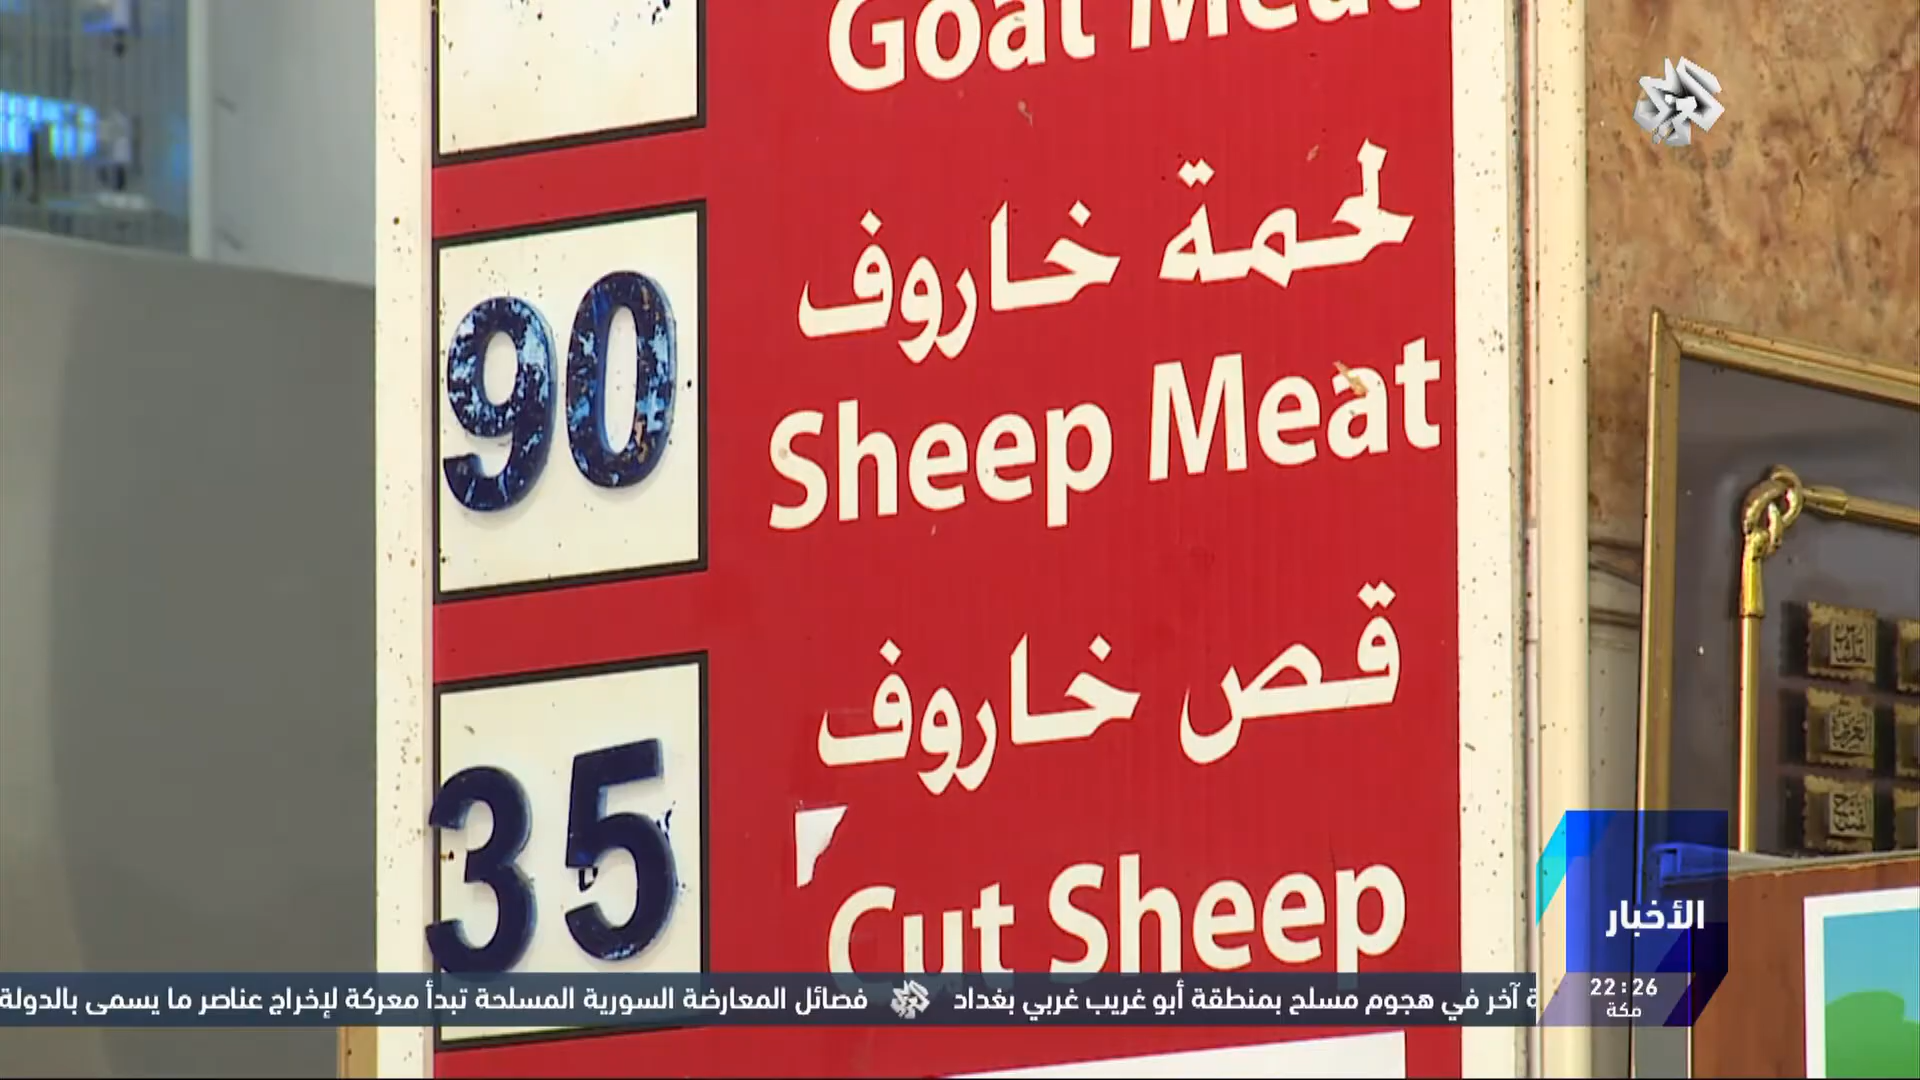 Goat Meat
لحمة خاروف
90
Sheep Meat
قص خاروف
35
Cut Sheep
الأخبار
22:26
مكة
آخر في هجوم مسلح بمنطقة أبو غريب غربي بغداد
فصائل المعارضة السورية المسلحة تبدأ معركة لإخراج عناصر ما يسمى بالدولة